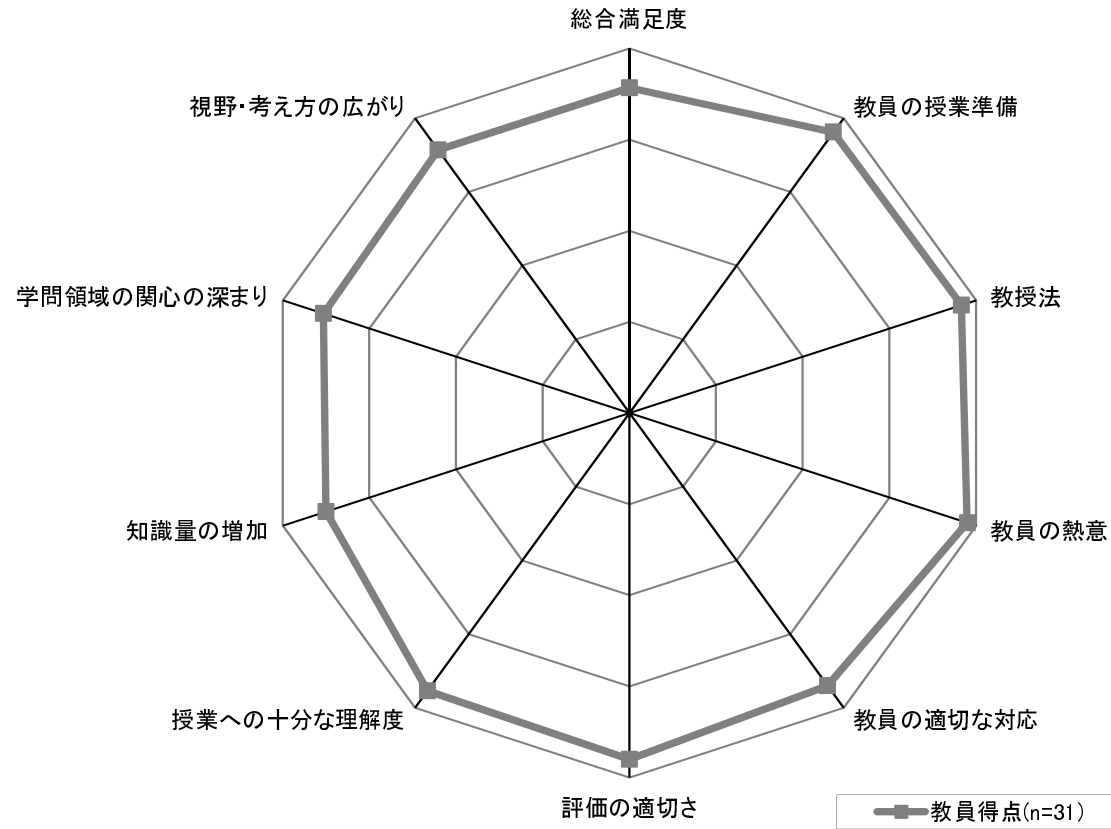 総合満足度
視野・考え方の広がり
教員の授業準備
学問領域の関心の深まり
教授法
知識量の増加
教員の熱意
授業への十分な理解度
教員の適切な対応
評価の適切さ
教員得点(n=31)